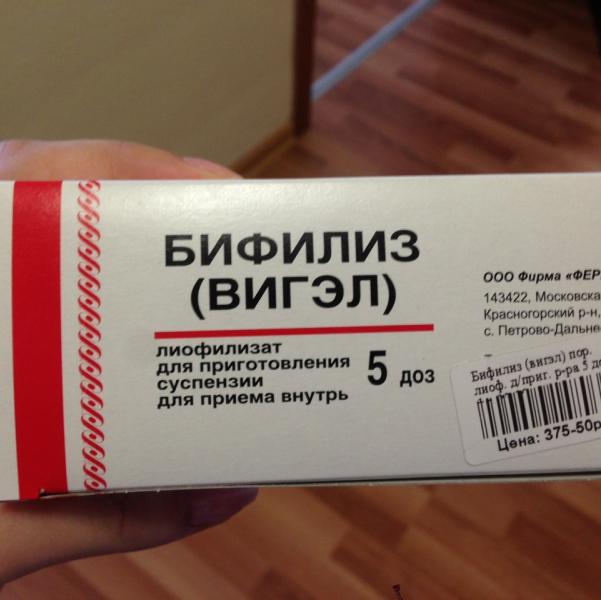 БИФИЛИЗ
(ВИГЭЛ)
лиофилизат
для приготовления
суспензии
для приема внутрь
5 доз
ООО Фирма «ФЕР
143422, Московска
Красногорский р-н,
с. Петрово-Дальне
Бифилиз (вигэл) пор.
лиоф. д/приг. р-ра 5 до
Цена: 375-50р